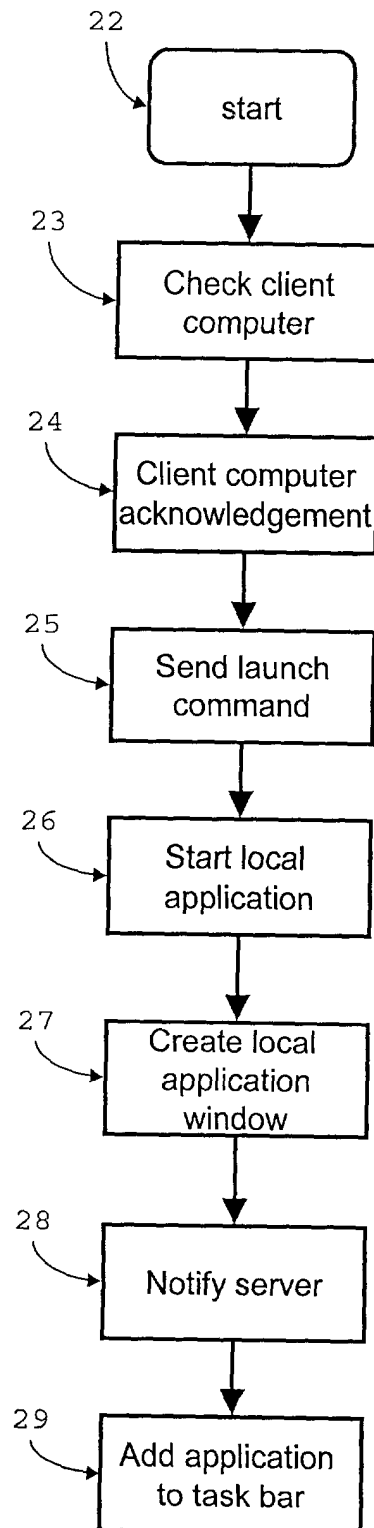 22
start
23
Check client
computer
24
Client computer
acknowledgement
25
Send launch
command
26
Start local
application
27
Create local
application
window
28
Notify server
29
Add application
to task bar